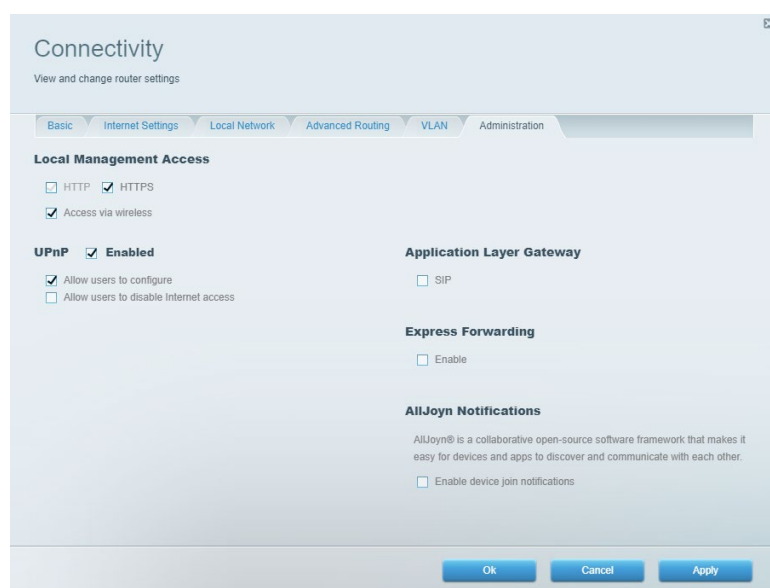 Connectivity
View and change router settings
Basic
Internet Settings
Local Network
Advanced Routing
VLAN
Administration
Local Management Access
HTTP
HTTPS
Access via wireless
UPnP
Enabled
Allow users to configure
Allow users to disable Internet access
Application Layer Gateway
SIP
Express Forwarding
Enable
AllJoyn Notifications
AllJoyn® is a collaborative open-source software framework that makes it
easy for devices and apps to discover and communicate with each other.
Enable device join notifications
Ok
Cancel
Apply